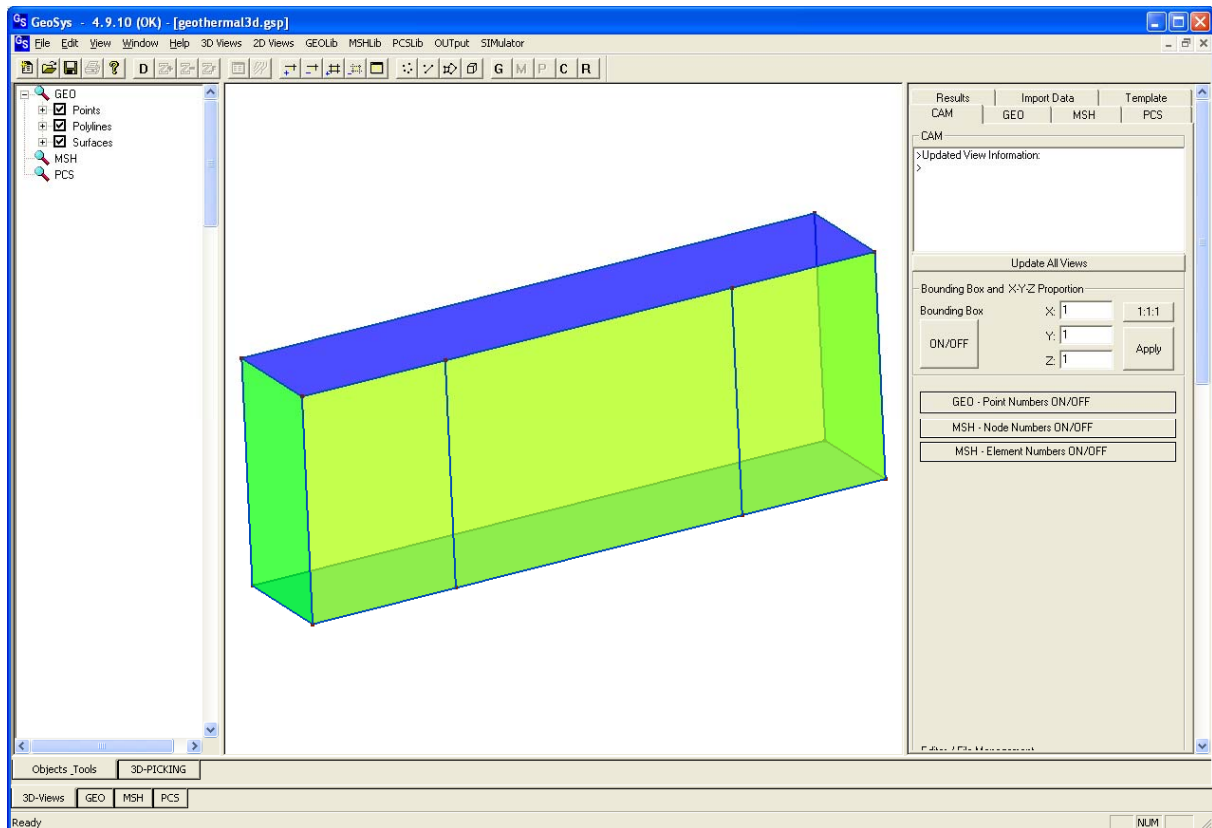 GS GeoSys - 4.9.10 (OK) - [geothermal3d.gsp]
GS File Edit View Window Help 3D Views 2D Views GEOLib MSHLib PCSLib OUTput SIMulator
D G M P C R
GEO
Points
Polylines
Surfaces
MSH
PCS
Results Import Data Template
CAM GEO MSH PCS
CAM
>Updated View Information:
>
Update All Views
Bounding Box and X-Y-Z Proportion
Bounding Box X: 1 1:1:1
ON/OFF Y: 1 Apply
Z: 1
GEO - Point Numbers ON/OFF
MSH - Node Numbers ON/OFF
MSH - Element Numbers ON/OFF
Objects_Tools 3D-PICKING
3D-Views GEO MSH PCS
Ready NUM